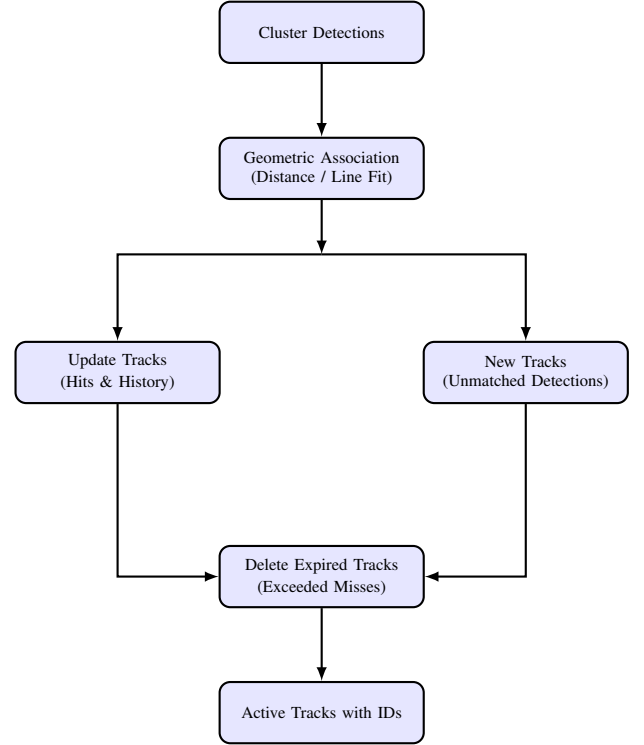 Cluster Detections
Geometric Association
(Distance / Line Fit)
Update Tracks
(Hits & History)
New Tracks
(Unmatched Detections)
Delete Expired Tracks
(Exceeded Misses)
Active Tracks with IDs